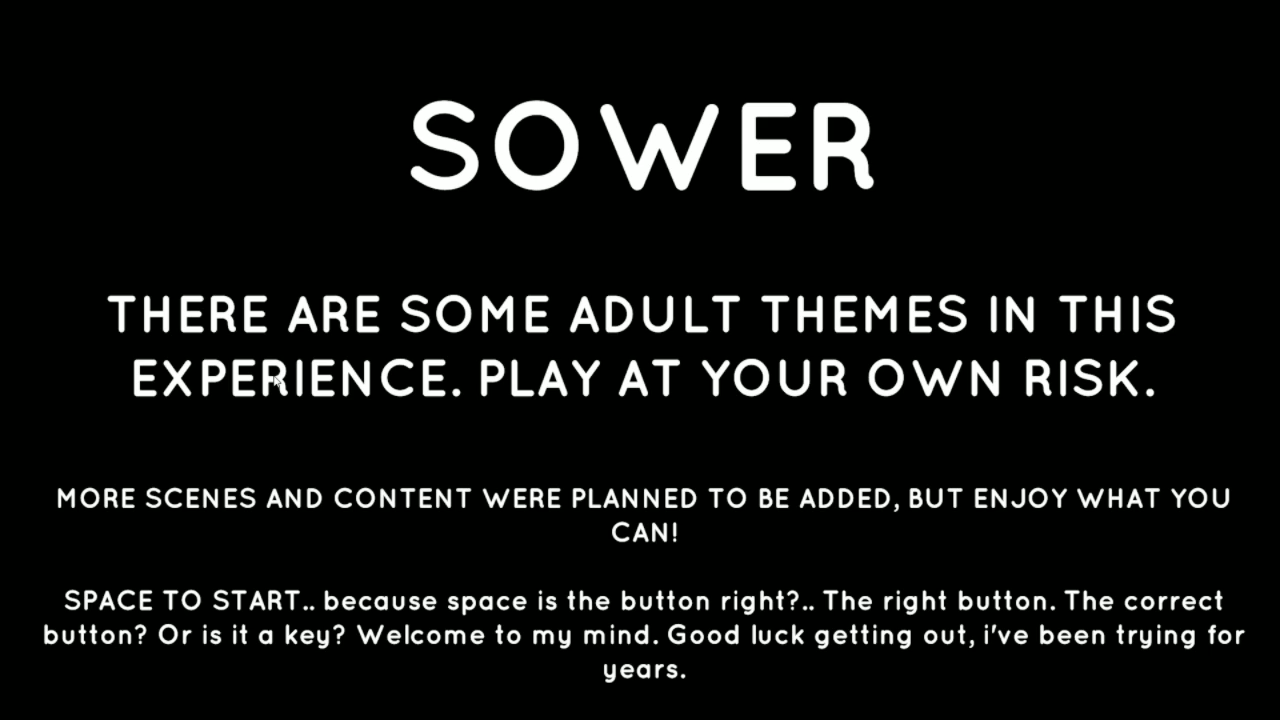 SOWER
THERE ARE SOME ADULT THEMES IN THIS
EXPERIENCE. PLAY AT YOUR OWN RISK.
MORE SCENES AND CONTENT WERE PLANNED TO BE ADDED, BUT ENJOY WHAT YOU
CAN!
SPACE TO START.. because space is the button right?.. The right button. The correct
button? Or is it a key? Welcome to my mind. Good luck getting out, i've been trying for
years.